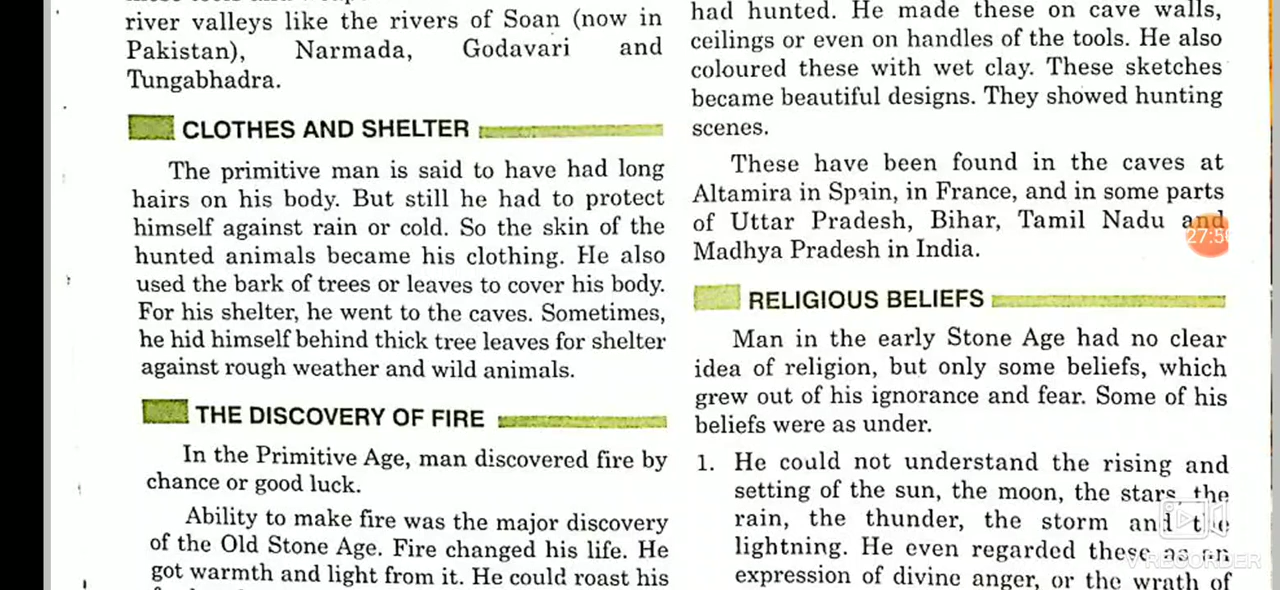 river valleys like the rivers of Soan (now in
Pakistan), Narmada, Godavari and
Tungabhadra.
CLOTHES AND SHELTER
The primitive man is said to have had long
hairs on his body. But still he had to protect
himself against rain or cold. So the skin of the
hunted animals became his clothing. He also
used the bark of trees or leaves to cover his body.
For his shelter, he went to the caves. Sometimes,
he hid himself behind thick tree leaves for shelter
against rough weather and wild animals.
THE DISCOVERY OF FIRE
In the Primitive Age, man discovered fire by
chance or good luck.
Ability to make fire was the major discovery
of the Old Stone Age. Fire changed his life. He
got warmth and light from it. He could roast his
had hunted. He made these on cave walls,
ceilings or even on handles of the tools. He also
coloured these with wet clay. These sketches
became beautiful designs. They showed hunting
scenes.
These have been found in the caves at
Altamira in Spain, in France, and in some parts
of Uttar Pradesh, Bihar, Tamil Nadu and
Madhya Pradesh in India.
27:50
RELIGIOUS BELIEFS
Man in the early Stone Age had no clear
idea of religion, but only some beliefs, which
grew out of his ignorance and fear. Some of his
beliefs were as under.
1. He could not understand the rising and
setting of the sun, the moon, the stars, the
rain, the thunder, the storm and the
lightning. He even regarded these as an
expression of divine anger, or the wrath of
V RECORDER